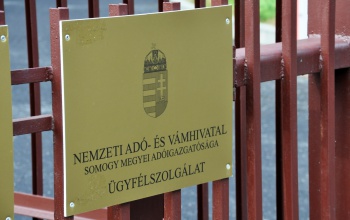 NEMZETI ADÓ- ÉS VÁMHIVATAL
SOMOGY MEGYEI ADÓIGAZGATÓSÁGA
ÜGYFÉLSZOLGÁLAT